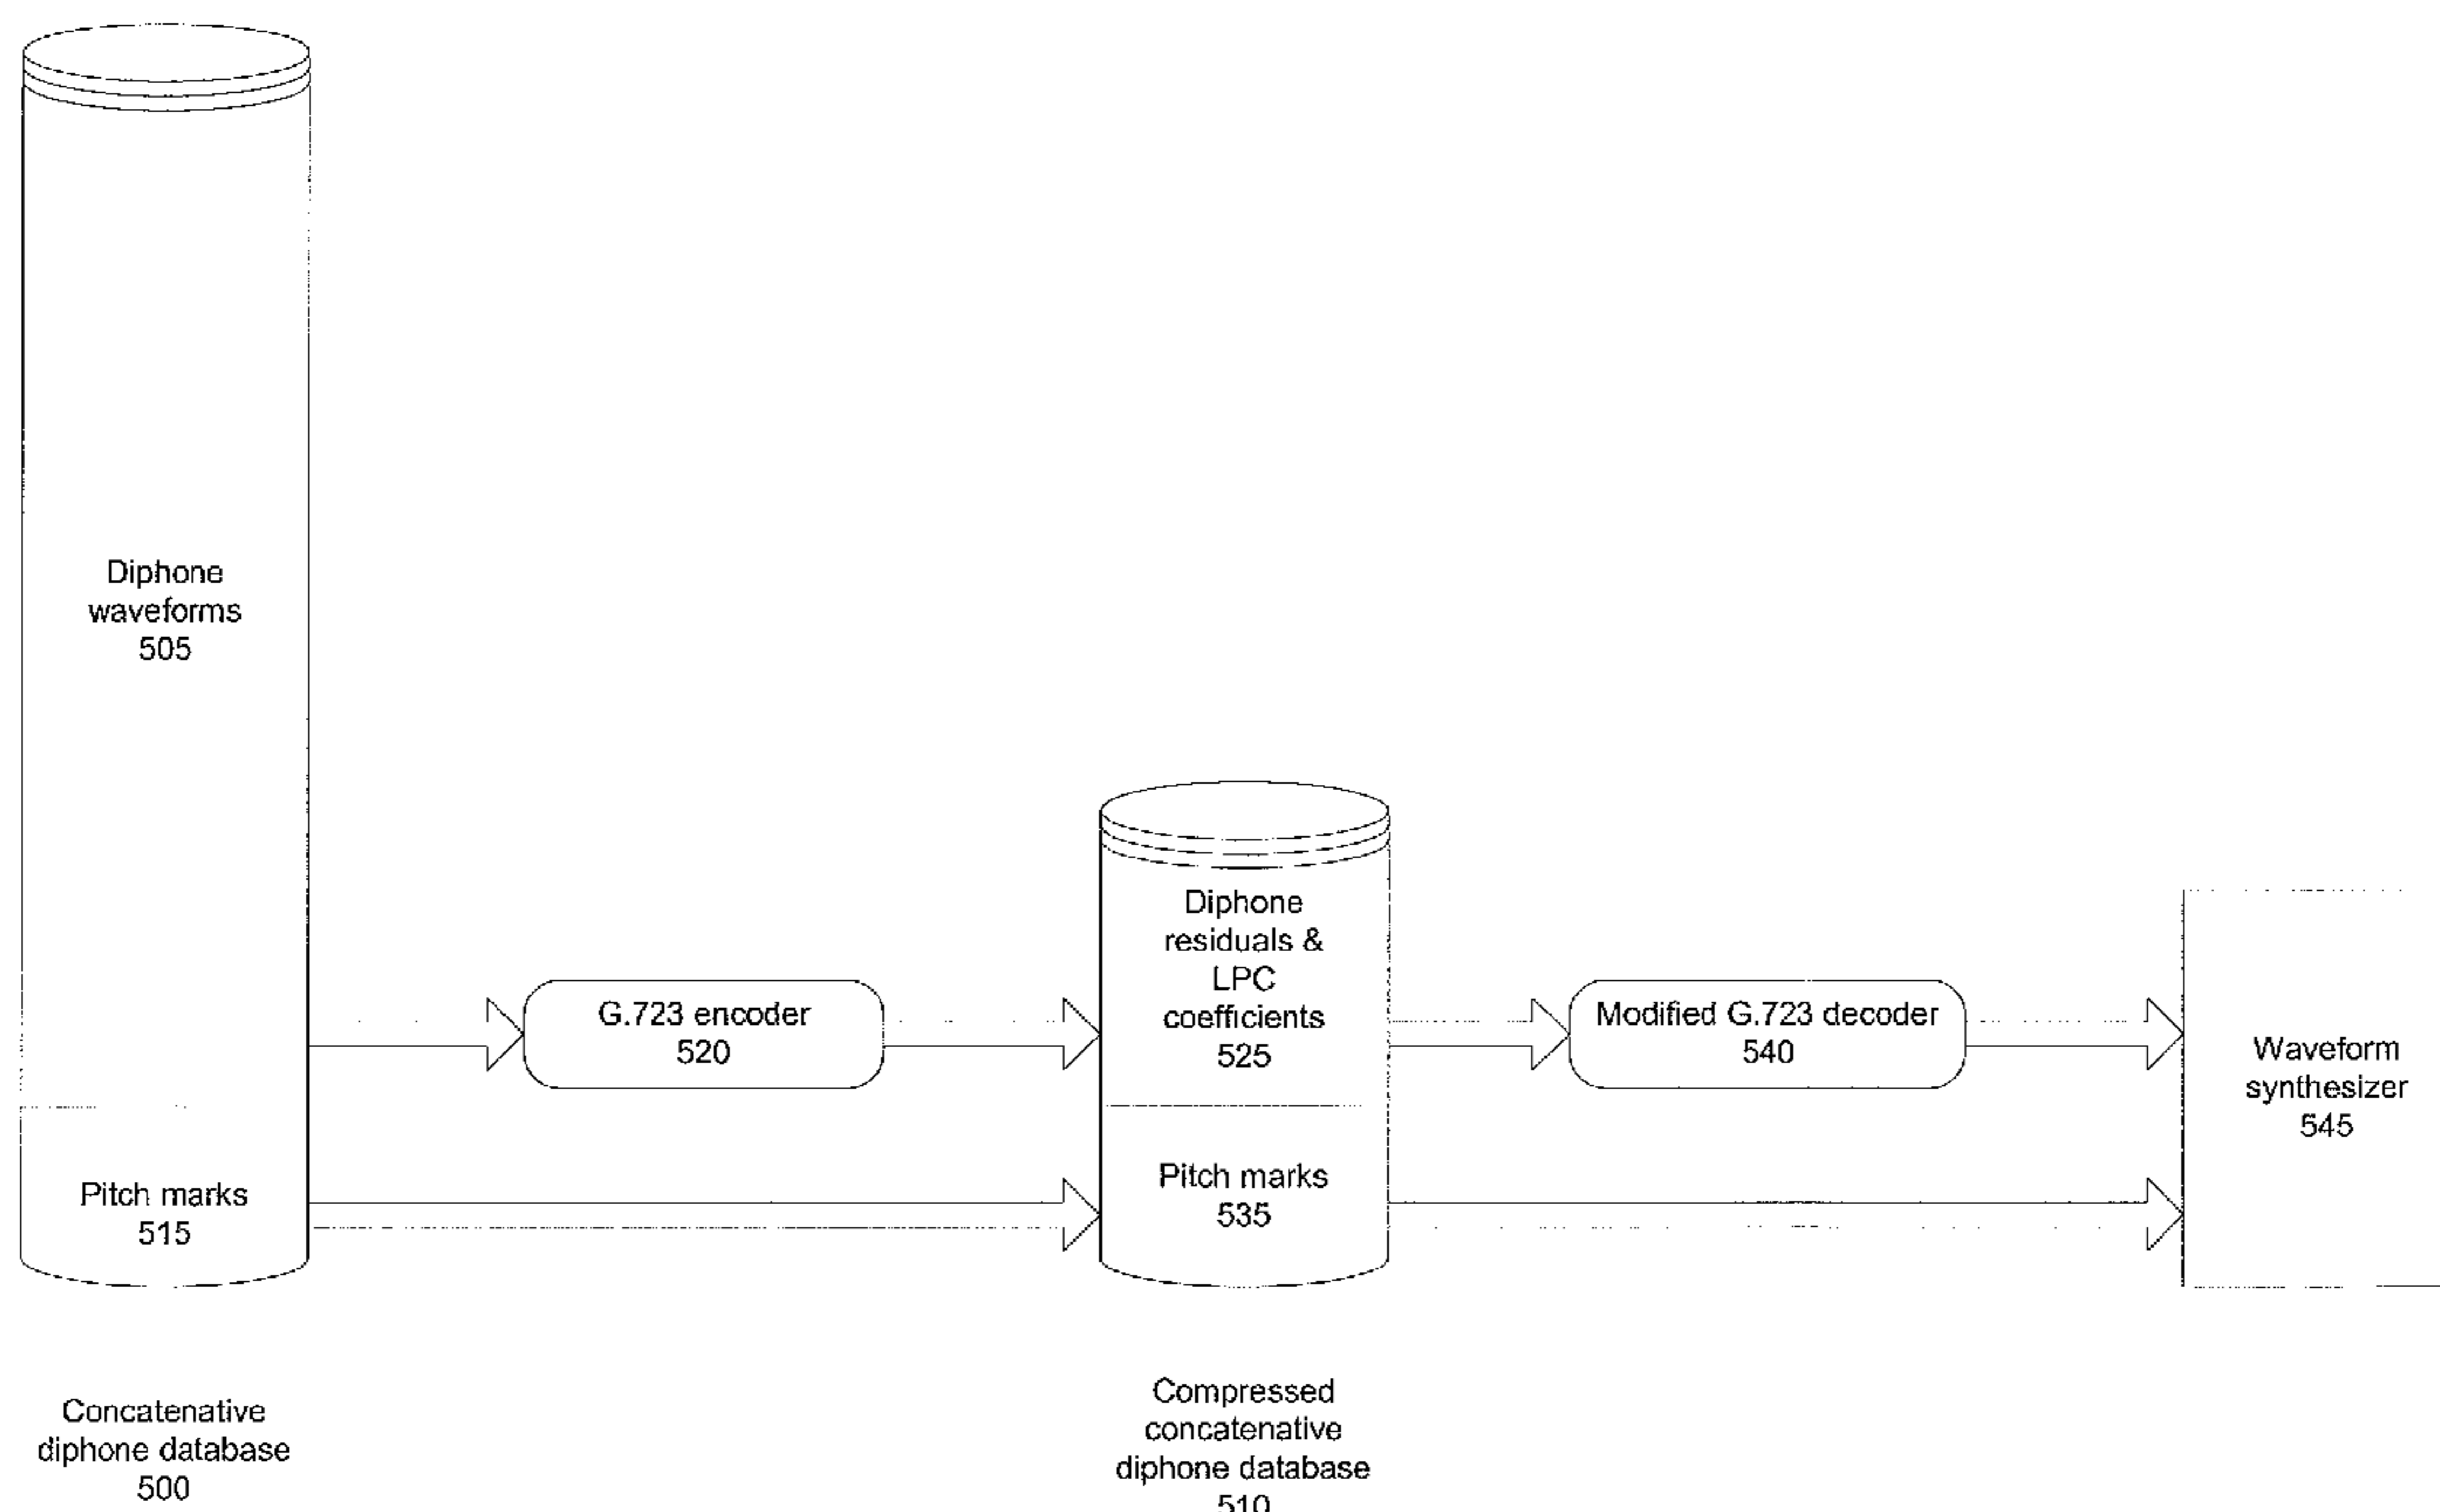 Diphone
waveforms
505
Pitch marks
515
Concatenative
diphone database
500
G.723 encoder
520
Diphone
residuals &
LPC
coefficients
525
Pitch marks
535
Compressed
concatenative
diphone database
510
Modified G.723 decoder
540
Waveform
synthesizer
545